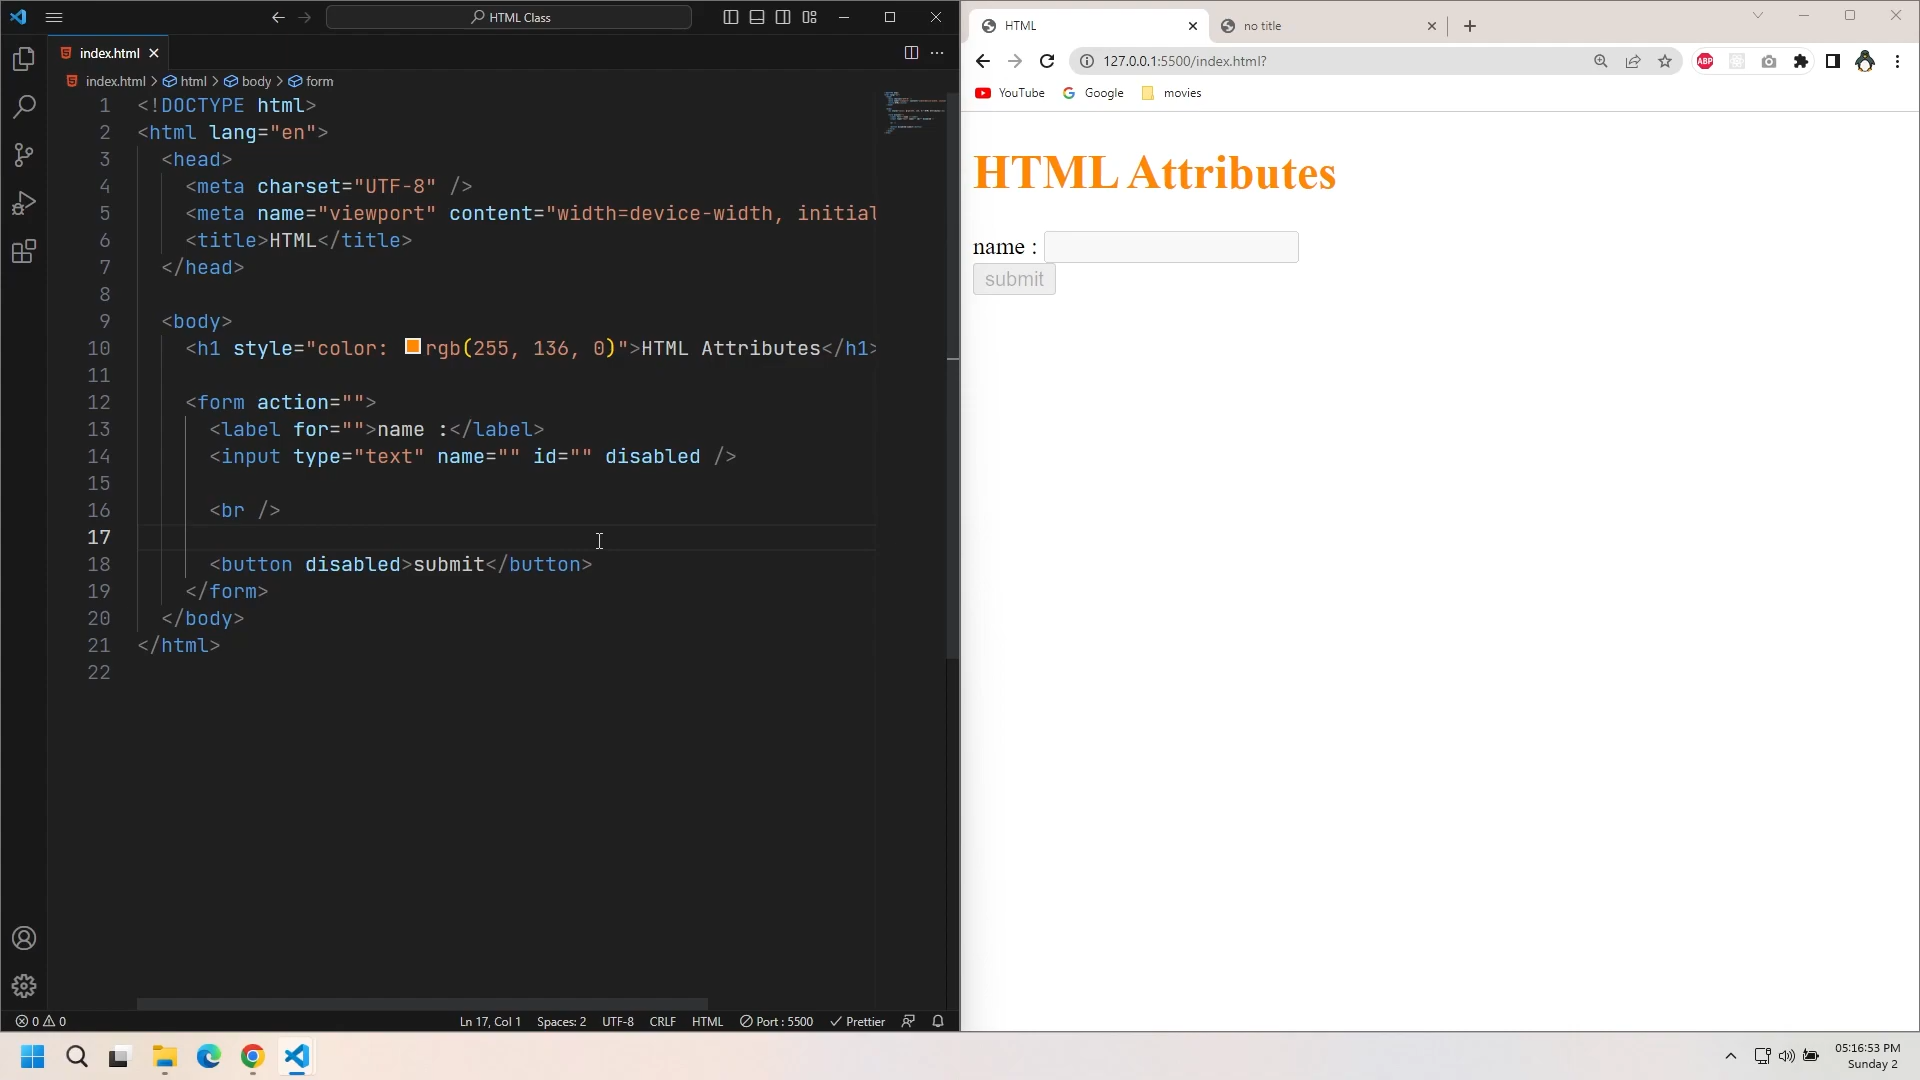 HTML Class
index.html
index.html > html > body > form
1 <!DOCTYPE html>
2 <html lang="en">
3 <head>
4 <meta charset="UTF-8" />
5 <meta name="viewport" content="width=device-width, initial
6 <title>HTML</title>
7 </head>
8
9 <body>
10 <h1 style="color: rgb(255, 136, 0)">HTML Attributes</h1>
11
12 <form action="">
13 <label for="">name :</label>
14 <input type="text" name="" id="" disabled />
15
16 <br />
17
18 <button disabled>submit</button>
19 </form>
20 </body>
21 </html>
22
0 0
Ln 17, Col 1 Spaces: 2 UTF-8 CRLF HTML Port : 5500 Prettier
HTML
no title
127.0.0.1:5500/index.html?
ABP
YouTube Google movies
HTML Attributes
name :
submit
05:16:53 PM
Sunday 2